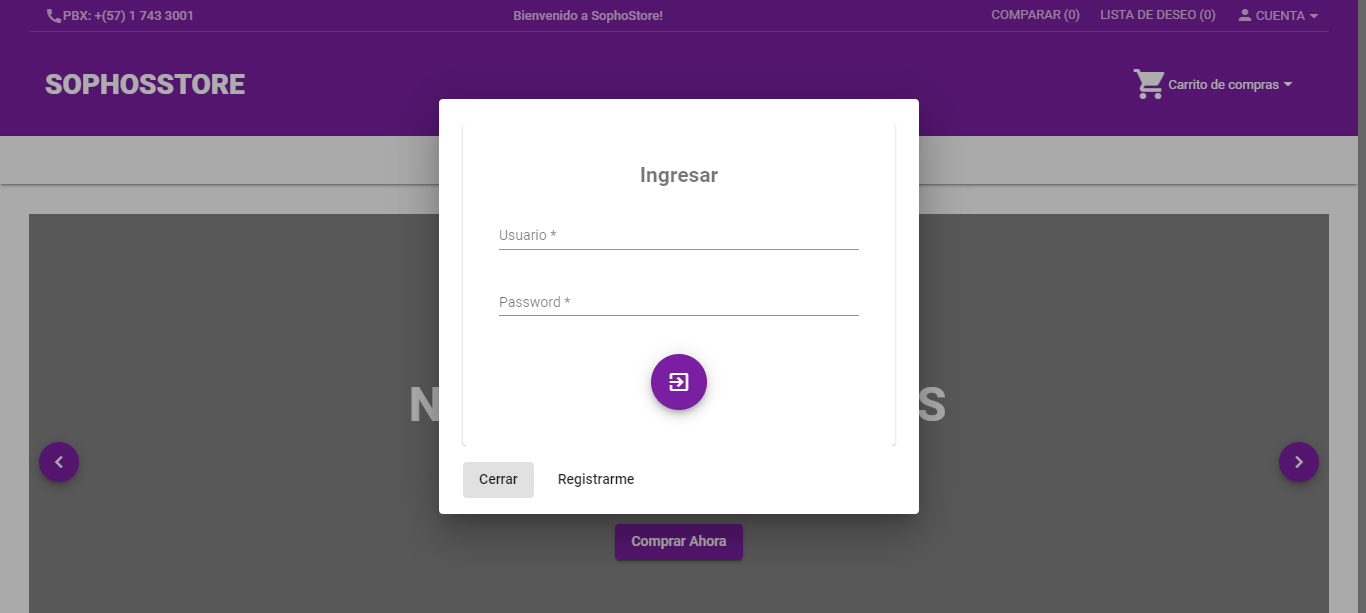 PBX: +(57) 1 743 3001
Bienvenido a SophoStore!
COMPARAR (0)
LISTA DE DESEO (0)
CUENTA
SOPHOSSTORE
Carrito de compras
Ingresar
Usuario *
Password *
Cerrar
Registrarme
Comprar Ahora